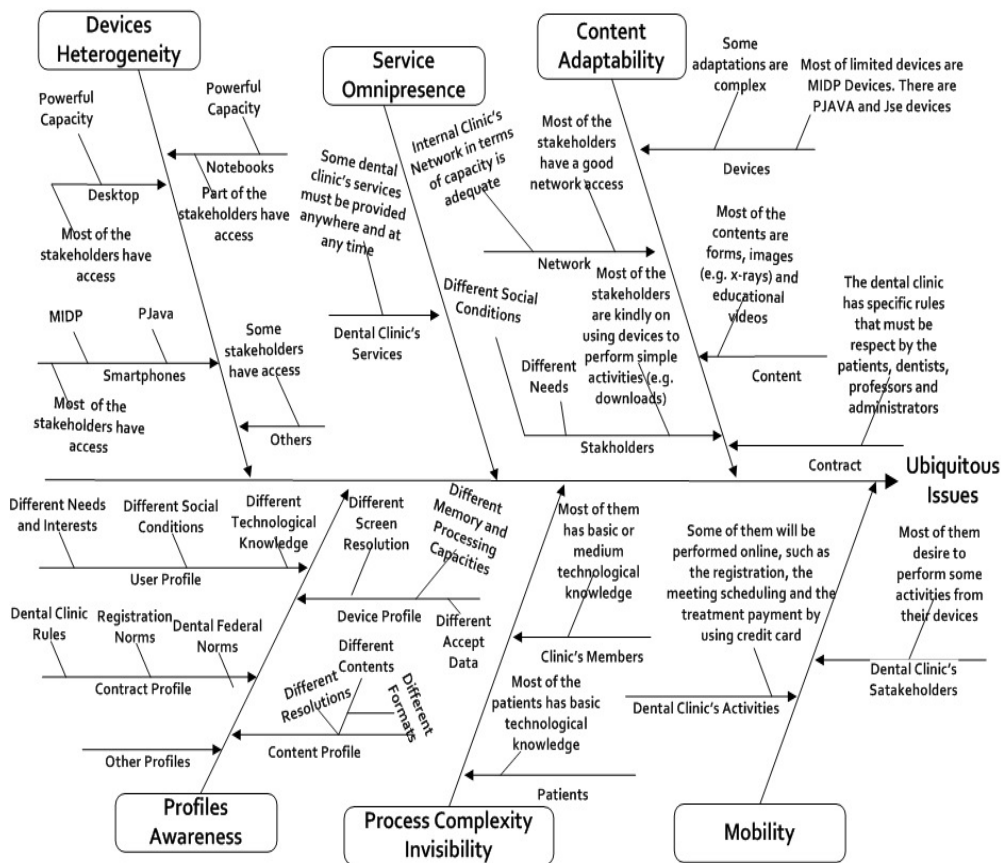 Devices
Heterogeneity
Service
Omnipresence
Content
Adaptability
Powerful
Capacity
Powerful
Capacity
Notebooks
Desktop
Part of the
stakeholders have
access
Most of the
stakeholders have
access
MIDP
PJava
Smartphones
Most of the
stakeholders have
access
Some
stakeholders
have access
Others
Some dental
clinic's services
must be provided
anywhere and at
any time
Dental Clinic's
Services
Internal Clinic's
Network in terms
of capacity is
adequate
Most of the
stakeholders
have a good
network access
Network
Different Social
Conditions
Different
Needs
Most of the
stakeholders
are kindly on
using devices to
perform simple
activities (e.g.
downloads)
Stakholders
Some
adaptations are
complex
Most of limited devices are
MIDP Devices. There are
PJAVA and Jse devices
Devices
Most of the
contents are
forms, images
(e.g. x-rays) and
educational
videos
Content
The dental clinic
has specific rules
that must be
respect by the
patients, dentists,
professors and
administrators
Contract
Ubiquitous
Issues
Different Needs
and Interests
Different Social
Conditions
Different
Technological
Knowledge
User Profile
Different
Screen
Resolution
Different
Memory and
Processing
Capacities
Device Profile
Different
Accept
Data
Dental Clinic
Rules
Registration
Norms
Dental Federal
Norms
Contract Profile
Different
Contents
Different
Resolutions
Different
Formats
Content Profile
Other Profiles
Most of them
has basic or
medium
technological
knowledge
Clinic's Members
Most of the
patients has basic
technological
knowledge
Patients
Some of them will be
performed online, such as
the registration, the
meeting scheduling and the
treatment payment by
using credit card
Dental Clinic's Activities
Most of them
desire to
perform some
activities from
their devices
Dental Clinic's
Satakeholders
Profiles
Awareness
Process Complexity
Invisibility
Mobility